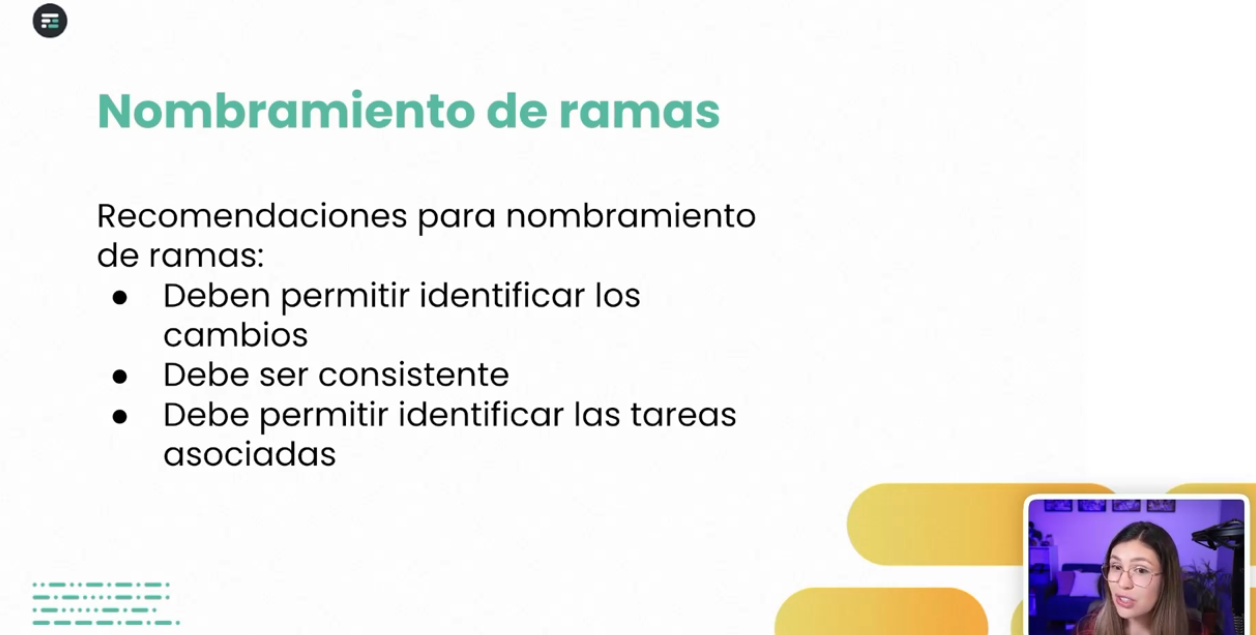 Nombramiento de ramas
Recomendaciones para nombramiento
de ramas:
● Deben permitir identificar los
cambios
● Debe ser consistente
● Debe permitir identificar las tareas
asociadas